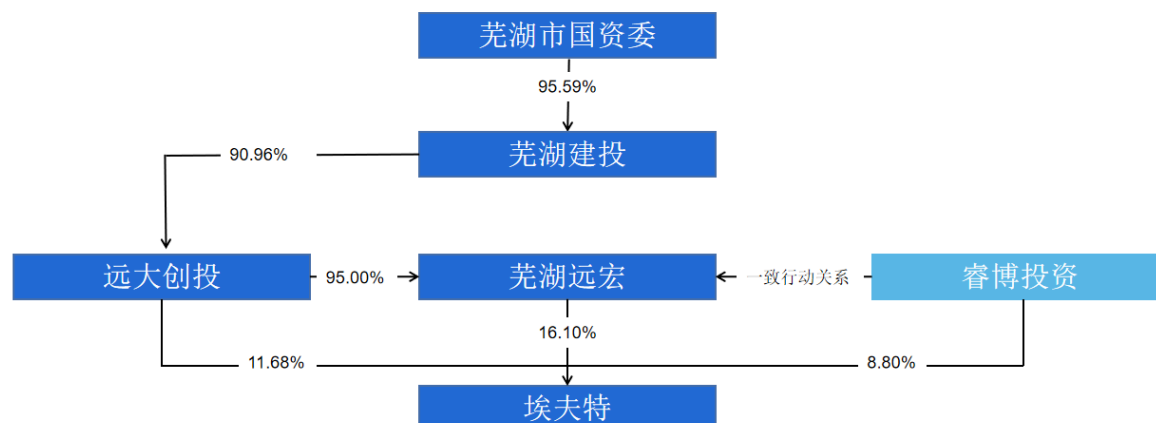 芜湖市国资委
95.59%
芜湖建投
90.96%
远大创投
95.00%
芜湖远宏
一致行动关系
睿博投资
16.10%
11.68%
8.80%
埃夫特